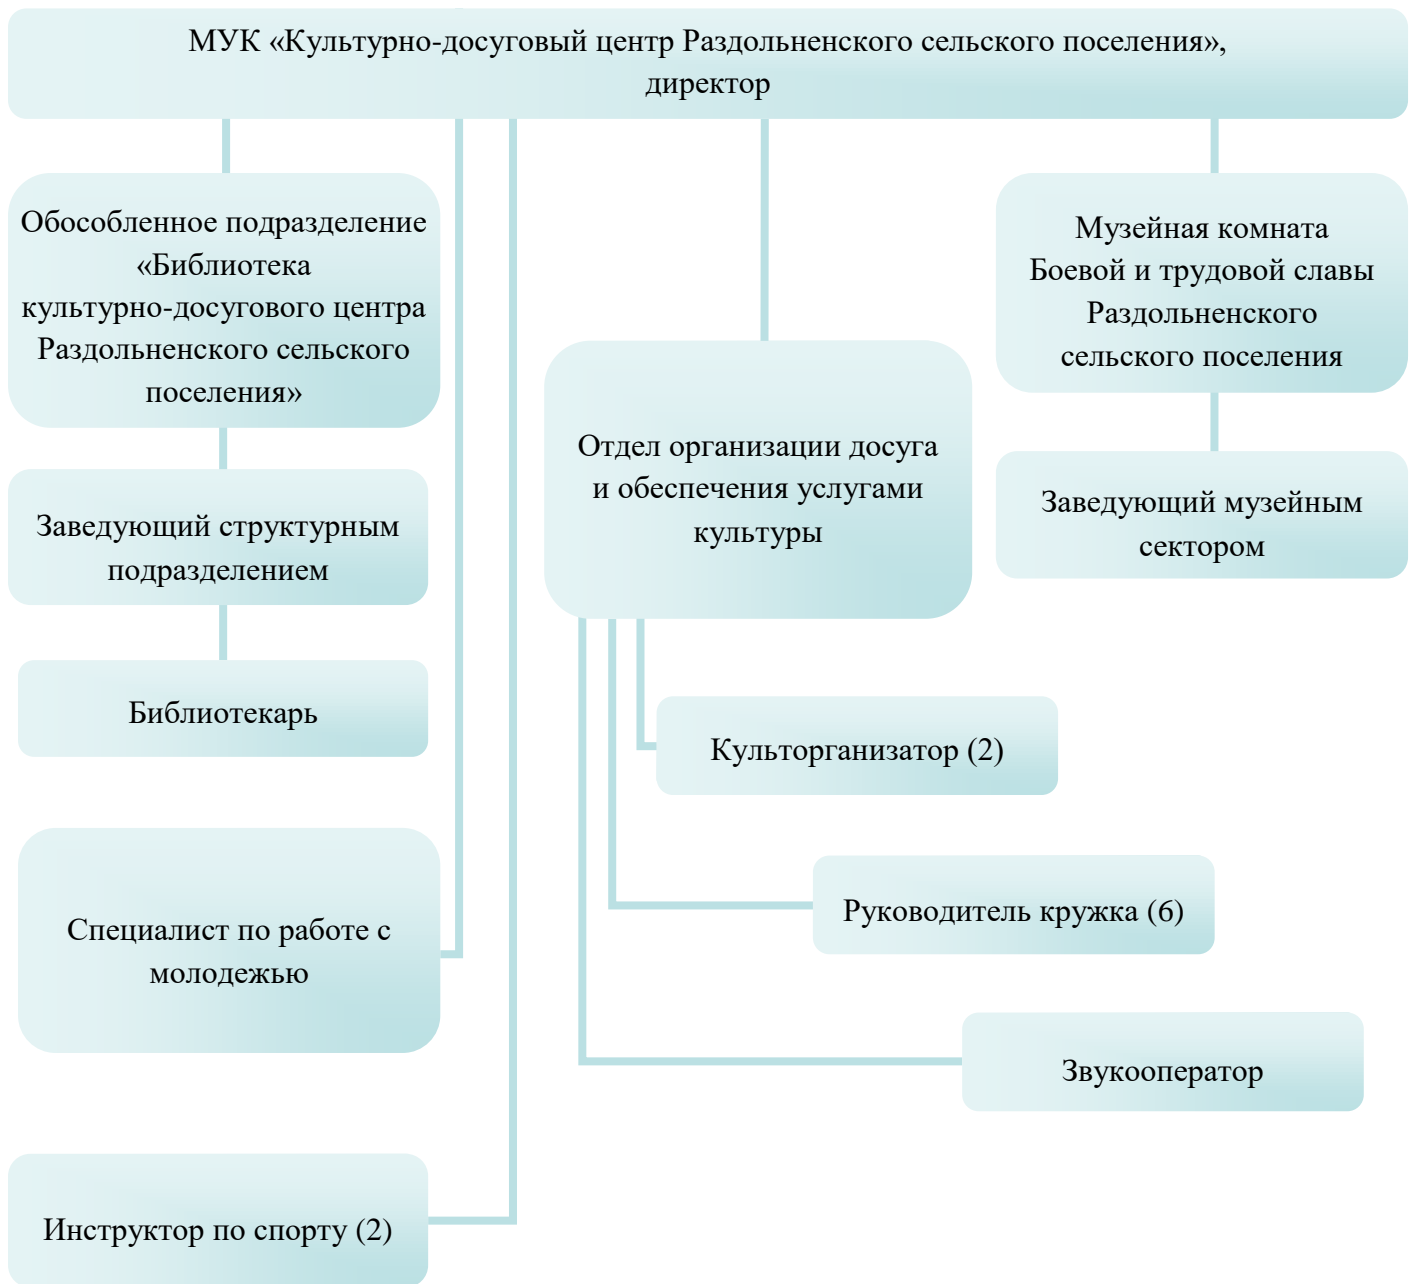 МУК «Культурно-досуговый центр Раздольненского сельского поселения»,
директор
Обособленное подразделение
«Библиотека
культурно-досугового центра
Раздольненского сельского
поселения»
Заведующий структурным
подразделением
Библиотекарь
Специалист по работе с
молодежью
Инструктор по спорту (2)
Отдел организации досуга
и обеспечения услугами
культуры
Культорганизатор (2)
Руководитель кружка (6)
Звукооператор
Музейная комната
Боевой и трудовой славы
Раздольненского
сельского поселения
Заведующий музейным
сектором